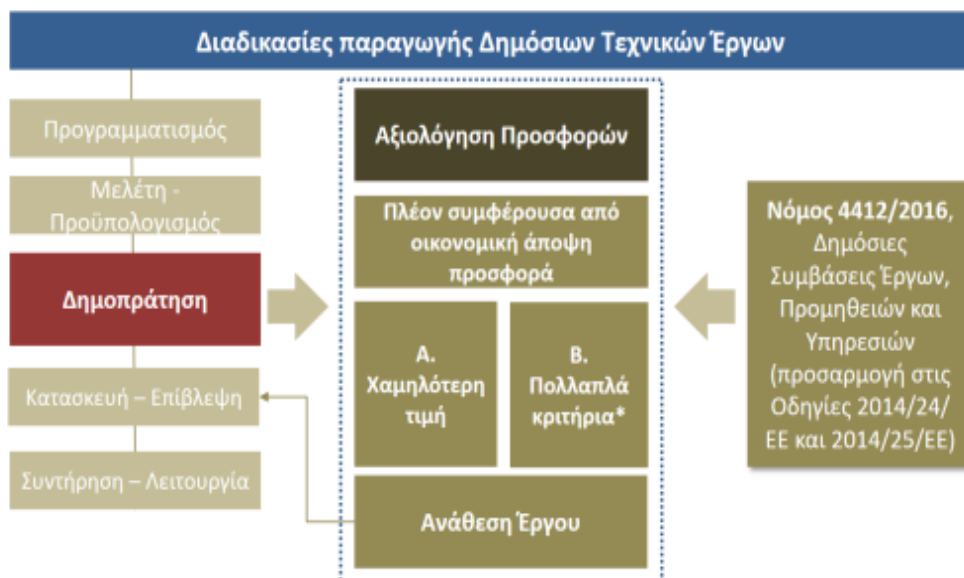 Διαδικασίες παραγωγής Δημόσιων Τεχνικών Έργων
Προγραμματισμός
Μελέτη -
Προϋπολογισμός
Δημοπράτηση
Κατασκευή – Επίβλεψη
Συντήρηση – Λειτουργία
Αξιολόγηση Προσφορών
Πλέον συμφέρουσα από
οικονομική άποψη
προσφορά
Α.
Χαμηλότερη
τιμή
Β.
Πολλαπλά
κριτήρια*
Ανάθεση Έργου
Νόμος 4412/2016,
Δημόσιες
Συμβάσεις Έργων,
Προμηθειών και
Υπηρεσιών
(προσαρμογή στις
Οδηγίες 2014/24/
ΕΕ και 2014/25/ΕΕ)